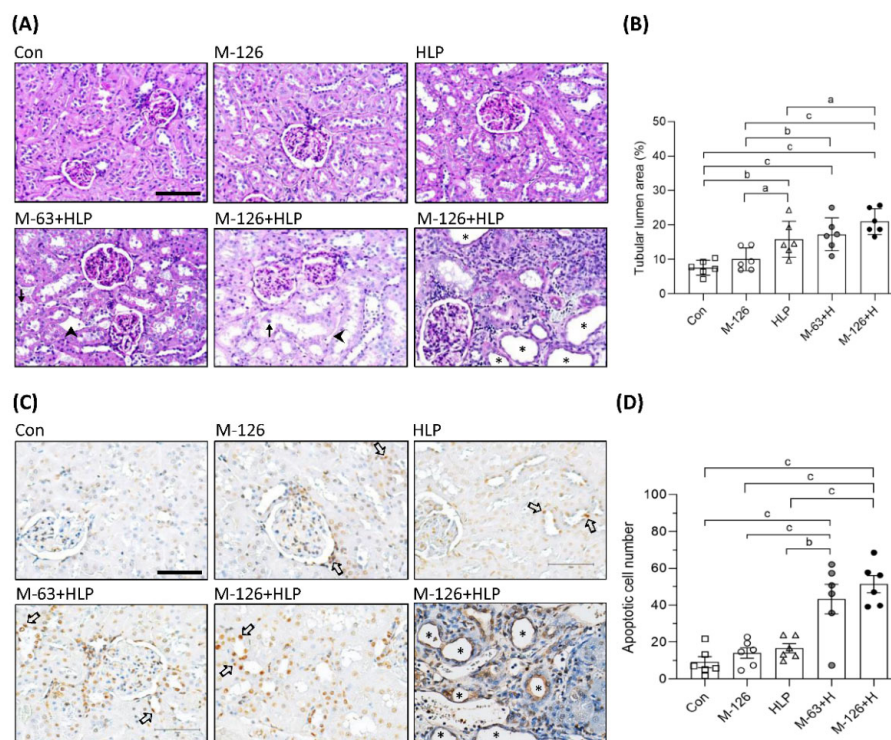 (A)
Con
M-126
HLP
M-63+HLP
M-126+HLP
M-126+HLP
*
*
*
*
*
(B)
Tubular lumen area (%)
50
40
30
20
10
0
a
c
b
c
c
b
a
Con
M-126
HLP
M-63+H
M-126+H
(C)
Con
M-126
HLP
M-63+HLP
M-126+HLP
M-126+HLP
*
*
*
*
*
*
*
*
(D)
Apoptotic cell number
100
80
60
40
20
0
c
c
c
c
c
b
Con
M-126
HLP
M-63+H
M-126+H